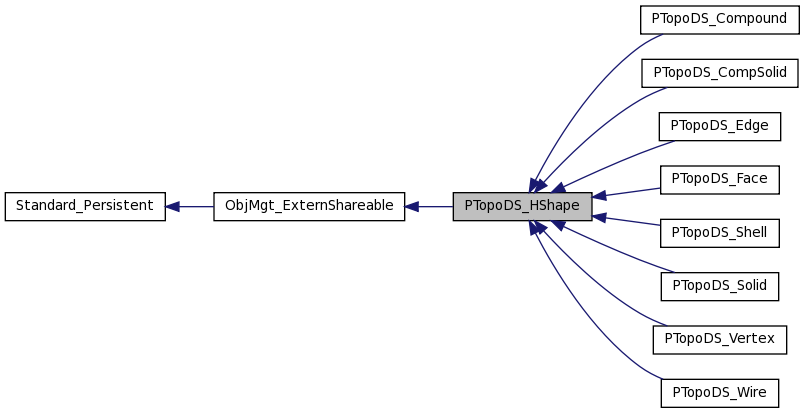 PTopoDS_Compound
PTopoDS_CompSolid
PTopoDS_Edge
PTopoDS_Face
Standard_Persistent
ObjMgt_ExternShareable
PTopoDS_HShape
PTopoDS_Shell
PTopoDS_Solid
PTopoDS_Vertex
PTopoDS_Wire